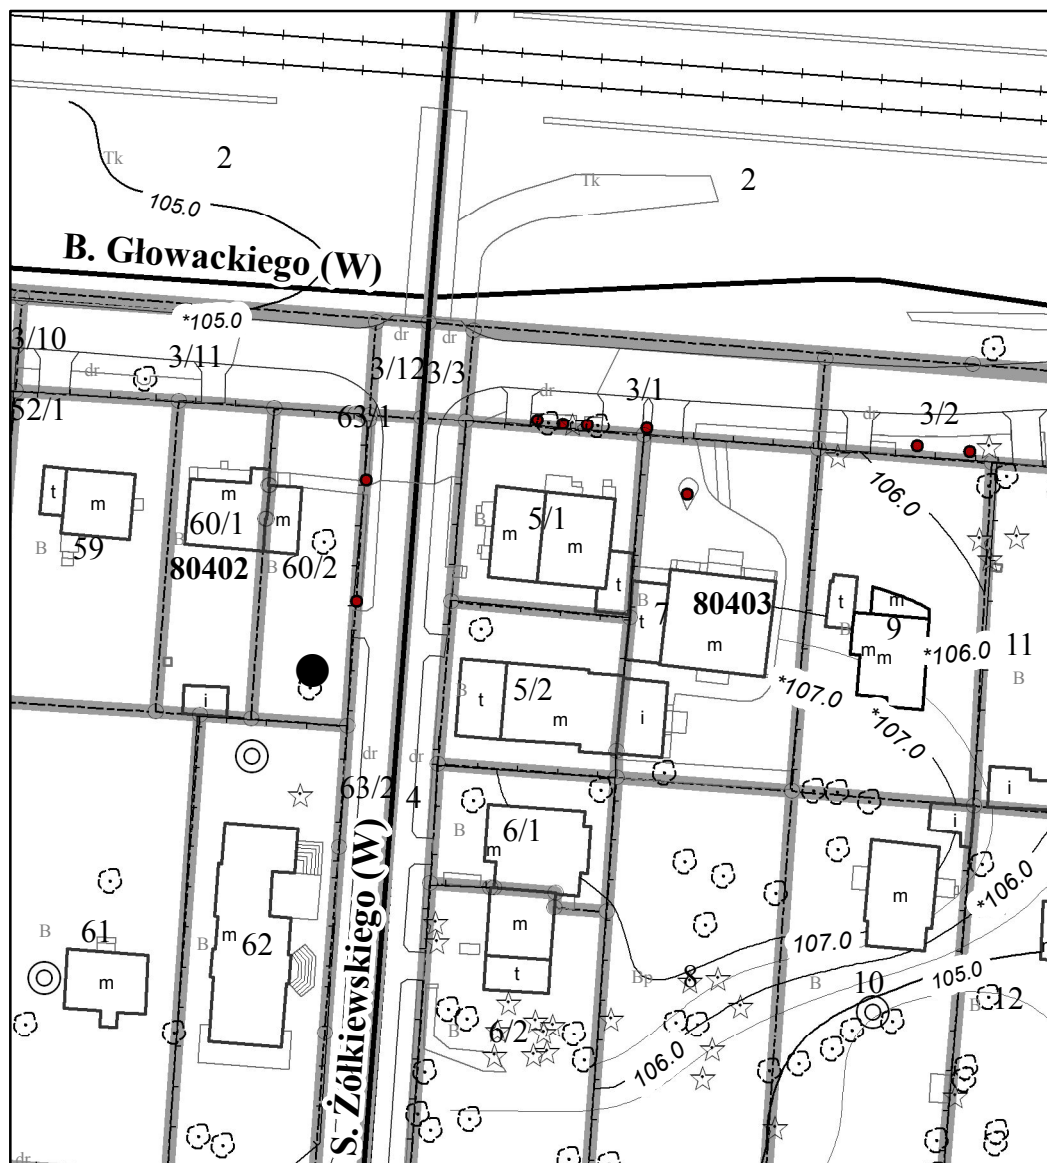 Tk
2
Tk
2
105.0
B. Głowackiego (W)
*105.0
dr
dr
3/10
3/11
3/12
3/3
dr
dr
3/1
dr
3/2
52/1
63/1
106.0
t
m
m
60/1
m
5/1
B
m
m
t
B
59
B
80402
B
60/2
t
m
B
7
80403
m
t
9
B
m
m
*106.0
11
B
t
B
5/2
m
i
*107.0
*107.0
i
dr
dr
63/2
4
B
6/1
m
i
m
*106.0
S. Żółkiewskiego (W)
61
B
m
B
m
62
m
t
107.0
105.0
Bp
8
B
10
B
12
B
6/2
106.0
dr